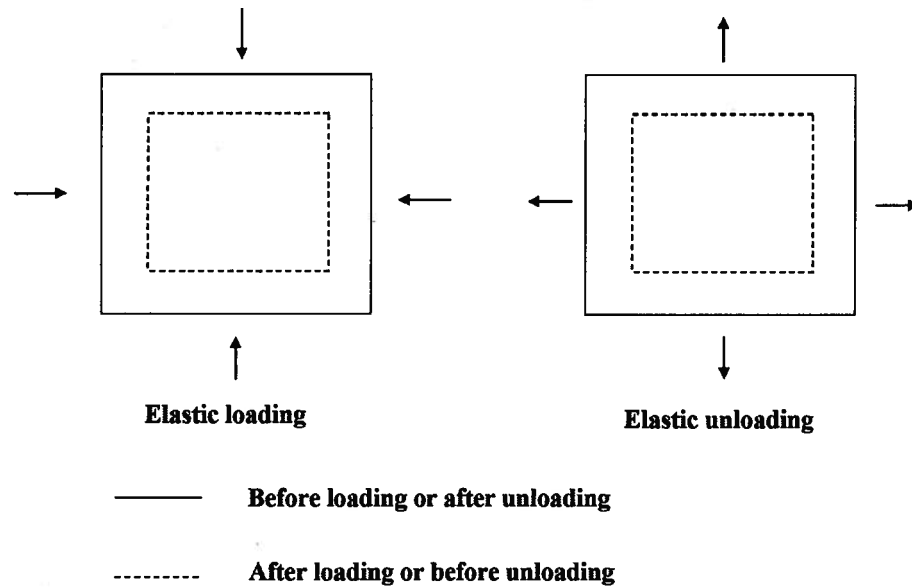 Elastic loading
Elastic unloading
Before loading or after unloading
After loading or before unloading